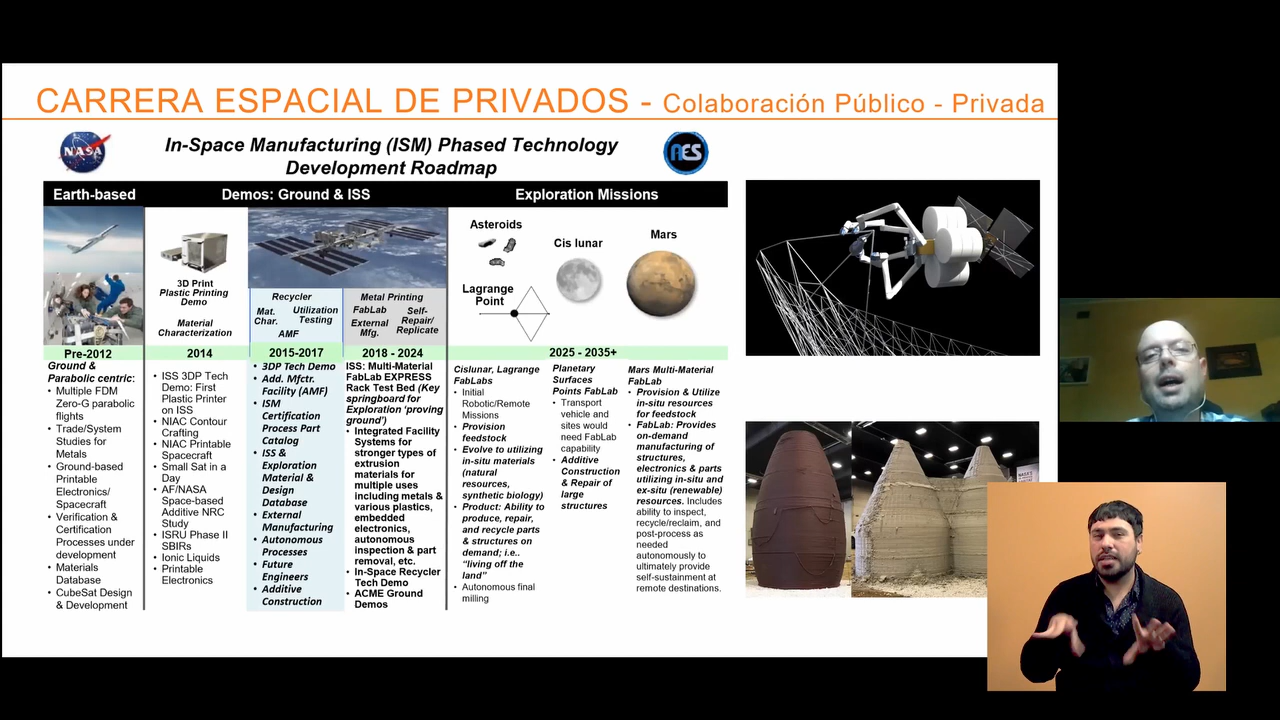 CARRERA ESPACIAL DE PRIVADOS - Colaboración Público - Privada
NASA
In-Space Manufacturing (ISM) Phased Technology
Development Roadmap
AES
Earth-based
Demos: Ground & ISS
Exploration Missions
3D Print
Plastic Printing
Demo
Material
Characterization
Recycler
Mat.
Char.
Utilization
Testing
AMF
Metal Printing
FabLab
External
Mfg.
Self-
Repair/
Replicate
Asteroids
Cis lunar
Mars
Lagrange
Point
Pre-2012
2014
2015-2017
2018 - 2024
2025 - 2035+
Ground &
Parabolic centric:
• Multiple FDM
Zero-G parabolic
flights
• Trade/System
Studies for
Metals
• Ground-based
Printable
Electronics/
Spacecraft
• Verification &
Certification
Processes under
development
• Materials
Database
• CubeSat Design
& Development
• ISS 3DP Tech
Demo: First
Plastic Printer
on ISS
• NIAC Contour
Crafting
• NIAC Printable
Spacecraft
• Small Sat in a
Day
• AF/NASA
Space-based
Additive NRC
Study
• ISRU Phase II
SBIRs
• Ionic Liquids
• Printable
Electronics
• 3DP Tech Demo
• Add. Mfctr.
Facility (AMF)
• ISM
Certification
Process Part
Catalog
• ISS &
Exploration
Material &
Design
Database
• External
Manufacturing
• Autonomous
Processes
• Future
Engineers
• Additive
Construction
ISS: Multi-Material
FabLab EXPRESS
Rack Test Bed (Key
springboard for
Exploration 'proving
ground')
• Integrated Facility
Systems for
stronger types of
extrusion
materials for
multiple uses
including metals &
various plastics,
embedded
electronics,
autonomous
inspection & part
removal, etc.
• In-Space Recycler
Tech Demo
• ACME Ground
Demos
Cislunar, Lagrange
FabLabs
• Initial
Robotic/Remote
Missions
• Provision
feedstock
• Evolve to utilizing
in-situ materials
(natural
resources,
synthetic biology)
• Product: Ability to
produce, repair,
and recycle parts
& structures on
demand; i.e..
"living off the
land"
• Autonomous final
milling
Planetary
Surfaces
Points FabLab
• Transport
vehicle and
sites would
need FabLab
capability
• Additive
Construction
& Repair of
large
structures
Mars Multi-Material
FabLab
• Provision & Utilize
in-situ resources
for feedstock
• FabLab: Provides
on-demand
manufacturing of
structures,
electronics & parts
utilizing in-situ and
ex-situ (renewable)
resources. Includes
ability to inspect,
recycle/reclaim, and
post-process as
needed
autonomously to
ultimately provide
self-sustainment at
remote destinations.